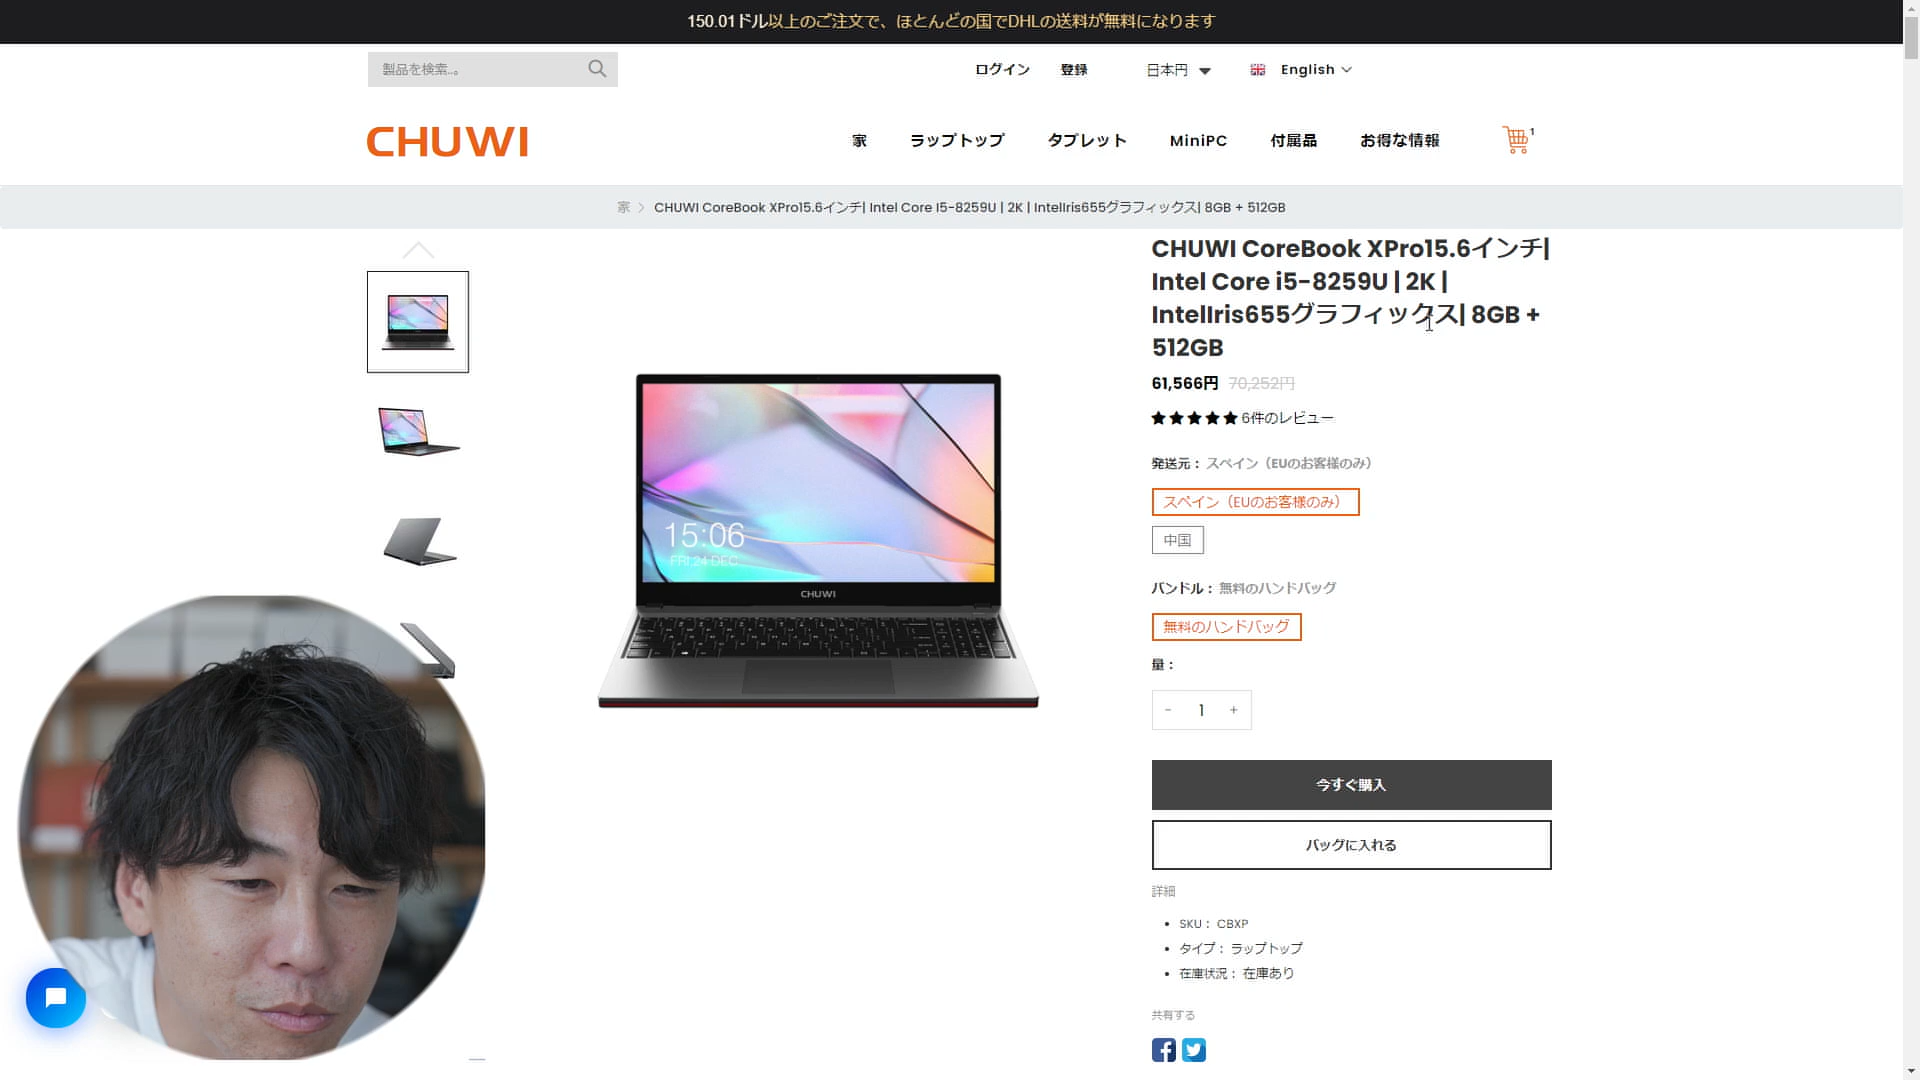 150.01ドル以上のご注文で、ほとんどの国でDHLの送料が無料になります
製品を検索..。
ログイン
登録
日本円
English
CHUWI
家
ラップトップ
タブレット
MiniPC
付属品
お得な情報
1
家
CHUWI CoreBook XPro15.6インチ| Intel Core I5-8259U | 2K | IntelIris655グラフィックス| 8GB + 512GB
CHUWI CoreBook XPro15.6インチ|
Intel Core i5-8259U | 2K |
IntelIris655グラフィックス| 8GB +
512GB
61,566円 70,252円
6件のレビュー
発送元： スペイン（EUのお客様のみ）
スペイン（EUのお客様のみ）
中国
15:06
FRI,24 DEC
CHUWI
バンドル： 無料のハンドバッグ
無料のハンドバッグ
量：
- 1 +
今すぐ購入
バッグに入れる
詳細
SKU： CBXP
タイプ： ラップトップ
在庫状況： 在庫あり
共有する